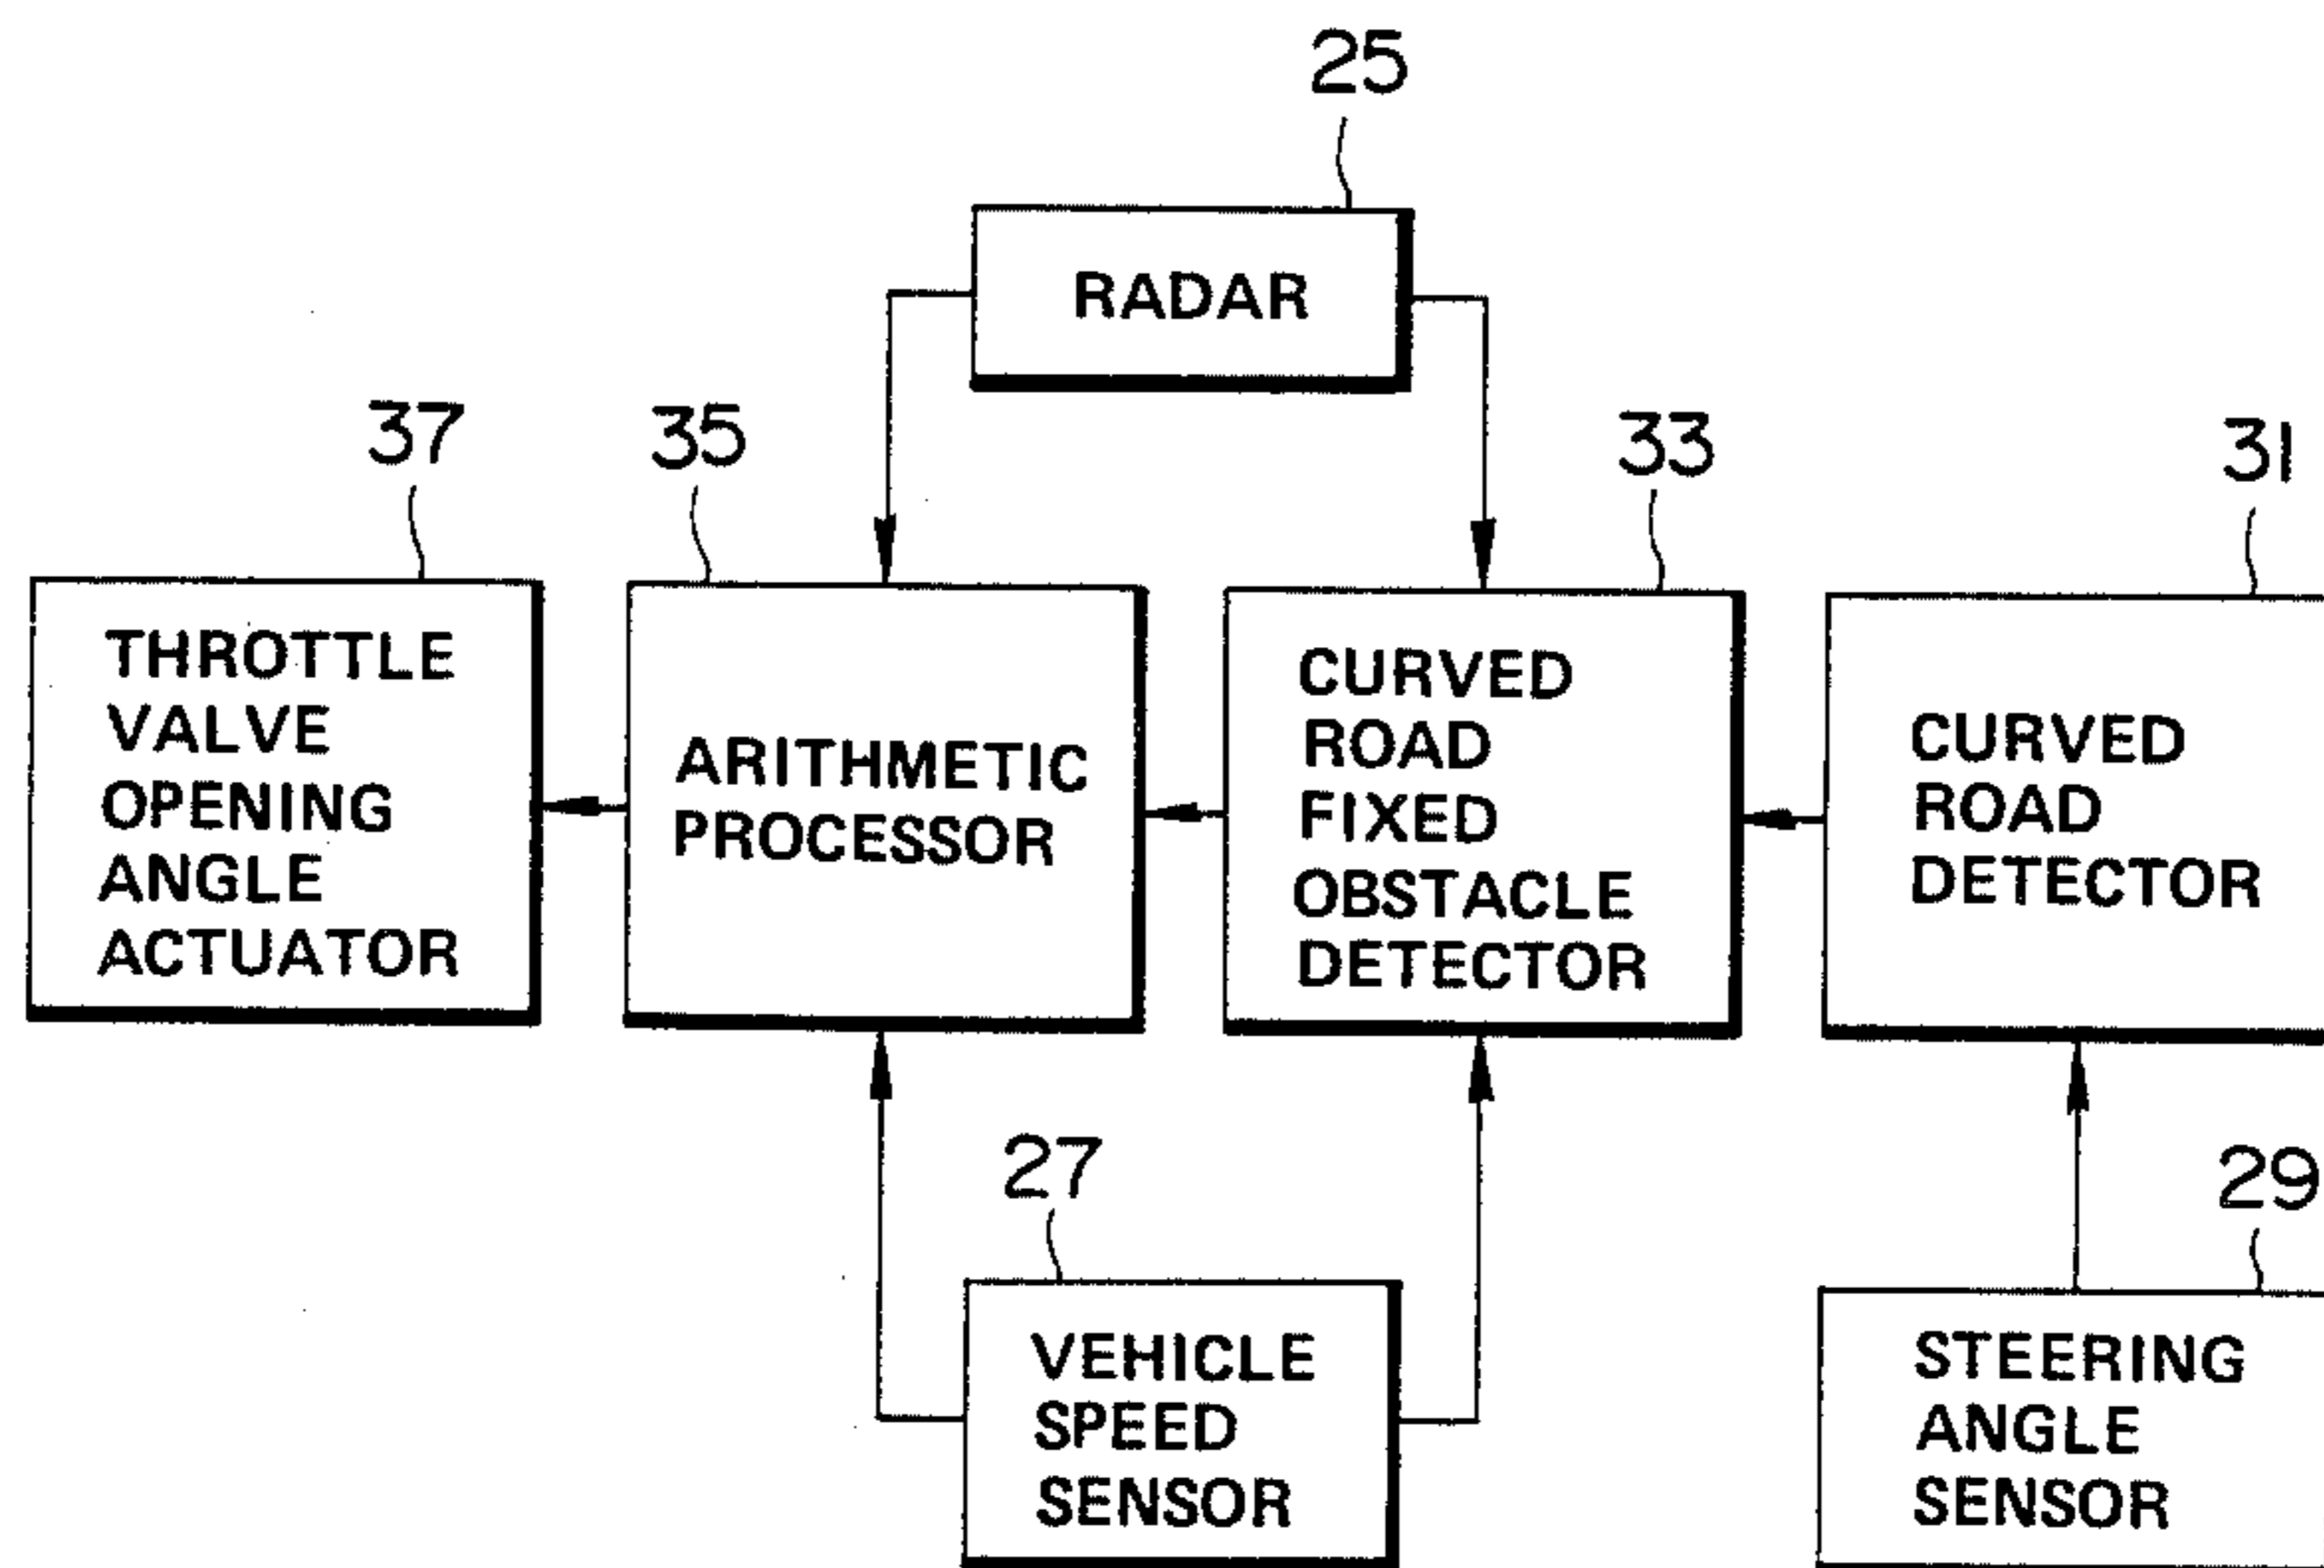 25
RADAR
37
35
33
31
THROTTLE
VALVE
OPENING
ANGLE
ACTUATOR
ARITHMETIC
PROCESSOR
CURVED
ROAD
FIXED
OBSTACLE
DETECTOR
CURVED
ROAD
DETECTOR
27
VEHICLE
SPEED
SENSOR
29
STEERING
ANGLE
SENSOR